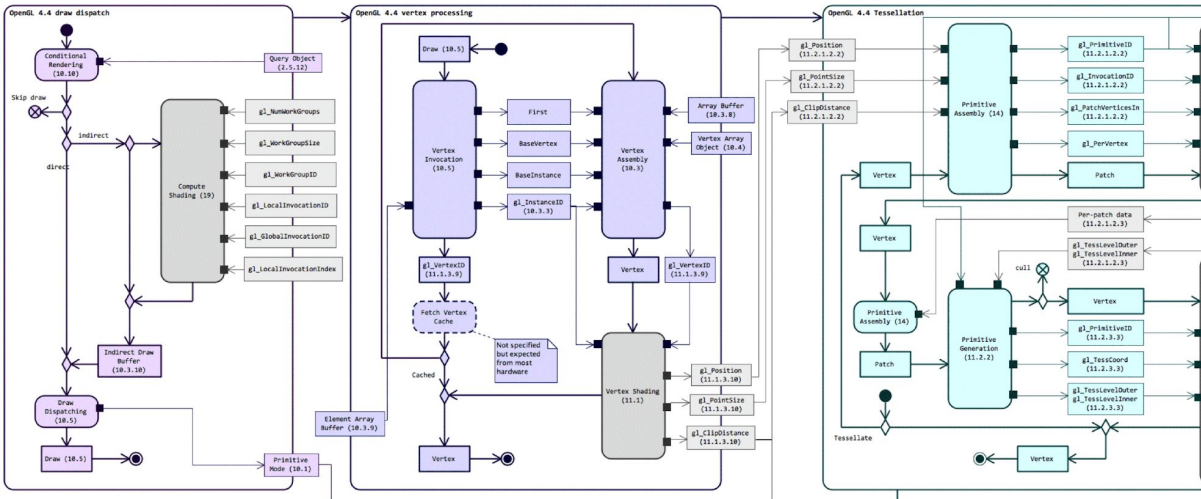 OpenGL 4.4 draw dispatch
Conditional
Rendering
(10.10)
Query Object
(2.5.12)
Skip draw
indirect
direct
Compute
Shading (19)
gl_NumWorkGroups
gl_WorkGroupSize
gl_WorkGroupID
gl_LocalInvocationID
gl_GlobalInvocationID
gl_LocalInvocationIndex
Indirect Draw
Buffer
(10.3.10)
Draw
Dispatching
(10.5)
Draw (10.5)
Primitive
Mode (10.1)
OpenGL 4.4 vertex processing
Draw (10.5)
Vertex
Invocation
(10.5)
First
BaseVertex
BaseInstance
gl_InstanceID
(10.3.3)
Vertex
Assembly
(10.3)
Array Buffer
(10.3.8)
Vertex Array
Object (10.4)
gl_VertexID
(11.1.3.9)
Vertex
gl_VertexID
(11.1.3.9)
Fetch Vertex
Cache
Not specified
but expected
from most
hardware
Cached
Vertex Shading
(11.1)
gl_Position
(11.1.3.10)
gl_PointSize
(11.1.3.10)
gl_ClipDistance
(11.1.3.10)
Element Array
Buffer (10.3.9)
Vertex
gl_Position
(11.2.1.2.2)
gl_PointSize
(11.2.1.2.2)
gl_ClipDistance
(11.2.1.2.2)
OpenGL 4.4 Tessellation
Primitive
Assembly (14)
gl_PrimitiveID
(11.2.1.2.2)
gl_InvocationID
(11.2.1.2.2)
gl_PatchVerticesIn
(11.2.1.2.2)
gl_PerVertex
Vertex
Patch
Vertex
Per-patch data
(11.2.1.2.3)
gl_TessLevelOuter
gl_TessLevelInner
(11.2.1.2.3)
cull
Vertex
Primitive
Assembly (14)
Primitive
Generation
(11.2.2)
gl_PrimitiveID
(11.2.3.3)
Patch
gl_TessCoord
(11.2.3.3)
gl_TessLevelOuter
gl_TessLevelInner
(11.2.3.3)
Tessellate
Vertex